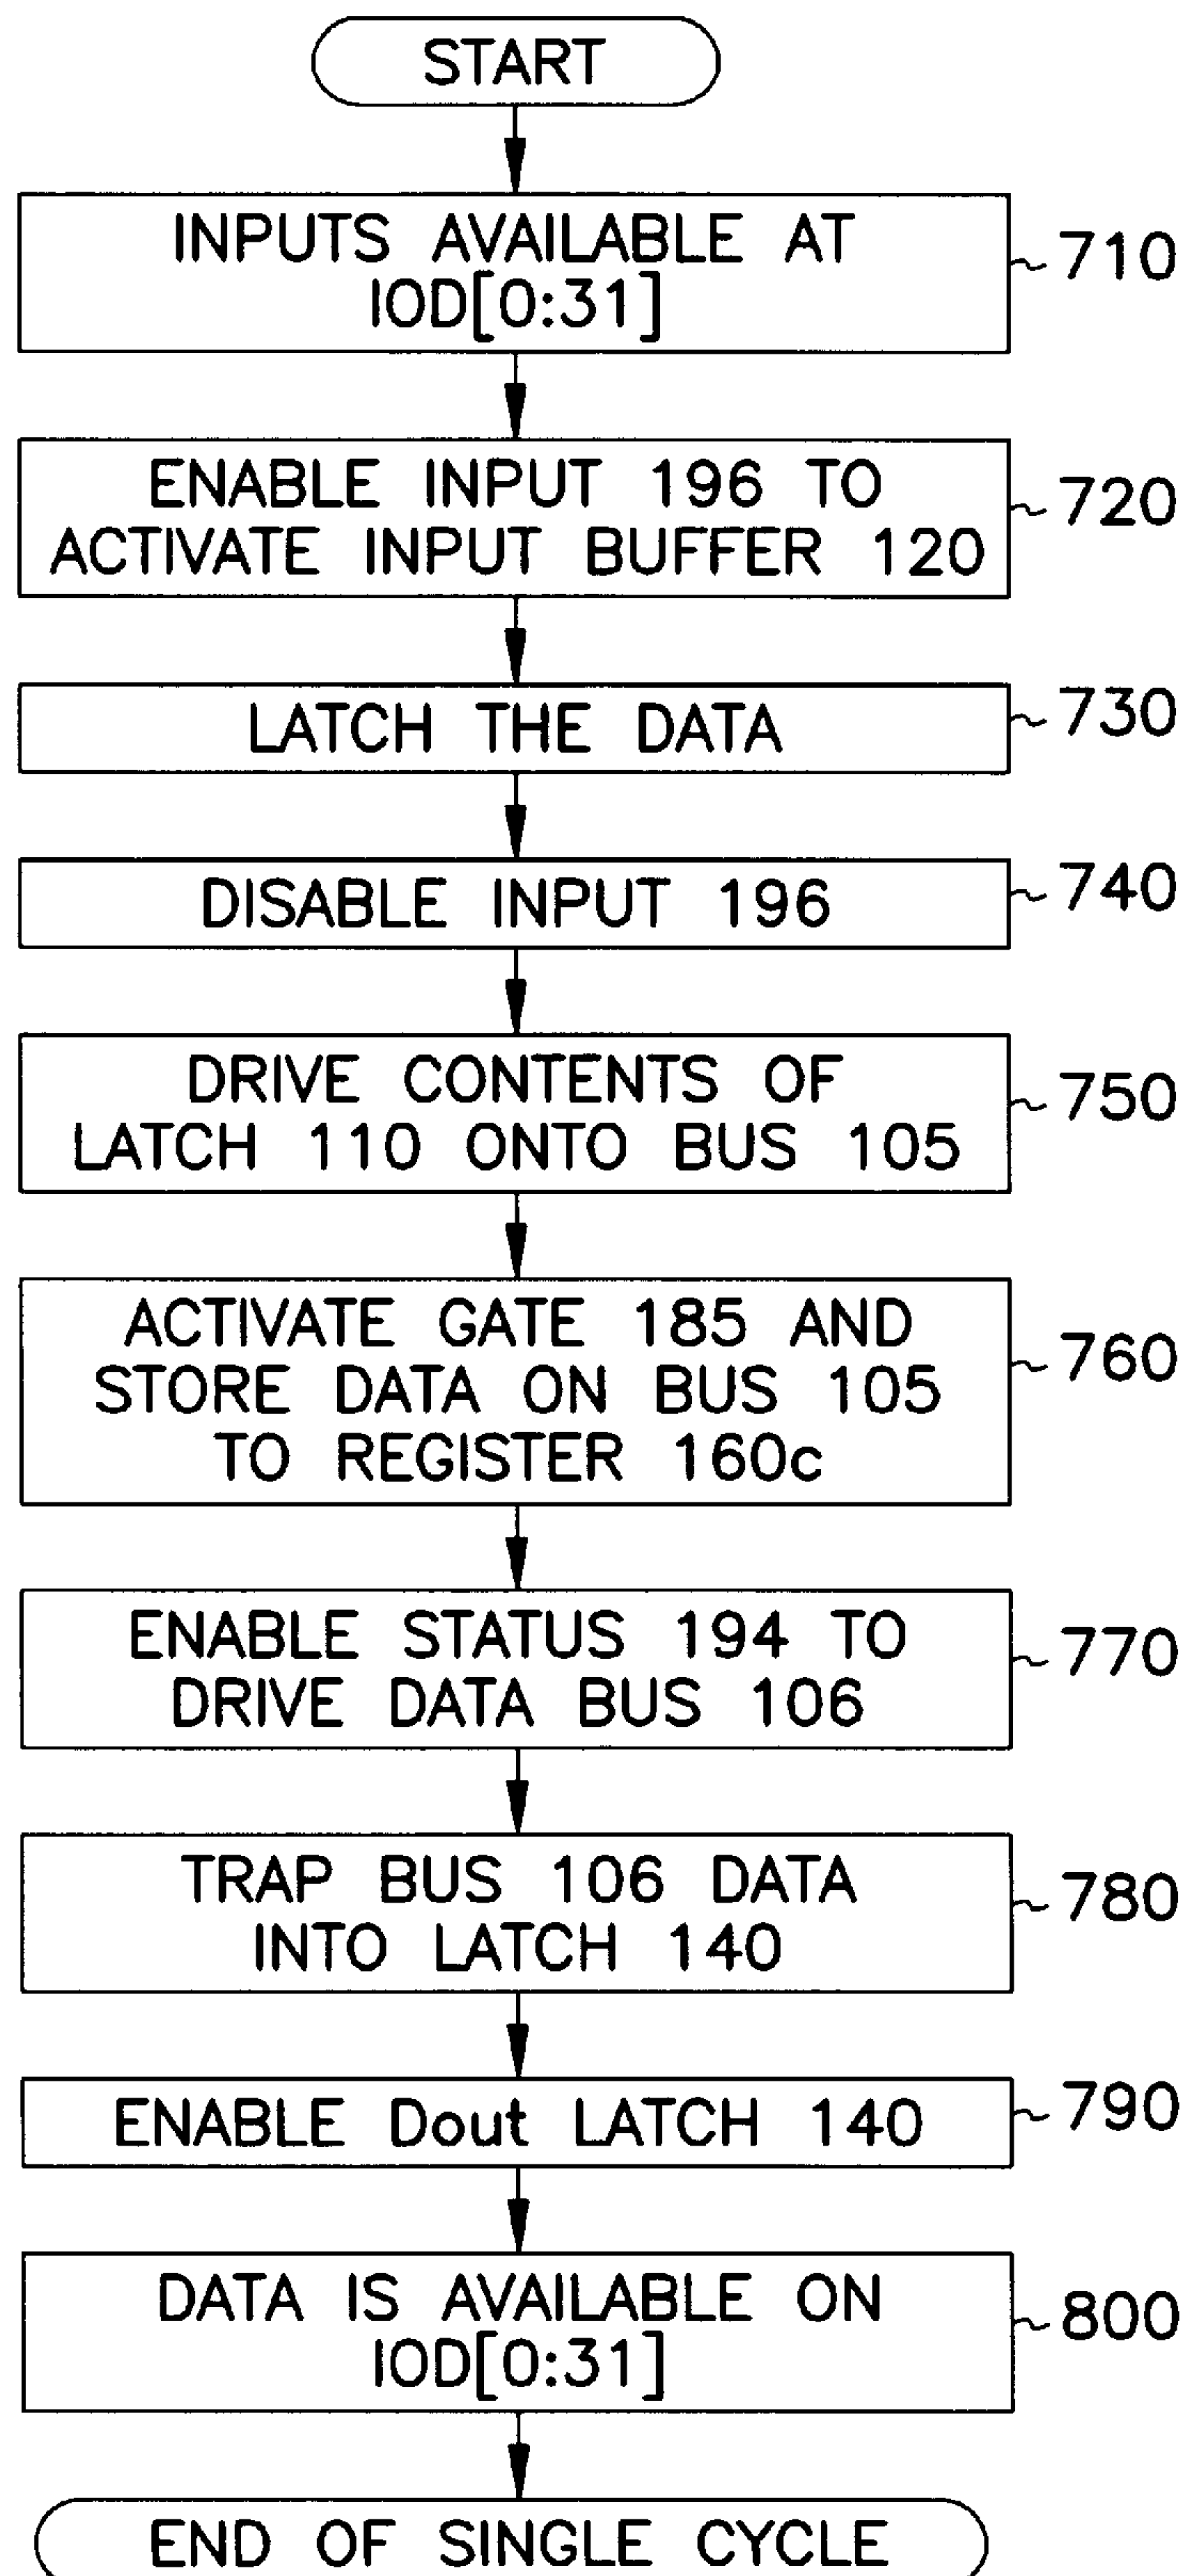 START
INPUTS AVAILABLE AT
IOD[0:31]
710
ENABLE INPUT 196 TO
ACTIVATE INPUT BUFFER 120
720
LATCH THE DATA
730
DISABLE INPUT 196
740
DRIVE CONTENTS OF
LATCH 110 ONTO BUS 105
750
ACTIVATE GATE 185 AND
STORE DATA ON BUS 105
TO REGISTER 160c
760
ENABLE STATUS 194 TO
DRIVE DATA BUS 106
770
TRAP BUS 106 DATA
INTO LATCH 140
780
ENABLE Dout LATCH 140
790
DATA IS AVAILABLE ON
IOD[0:31]
800
END OF SINGLE CYCLE